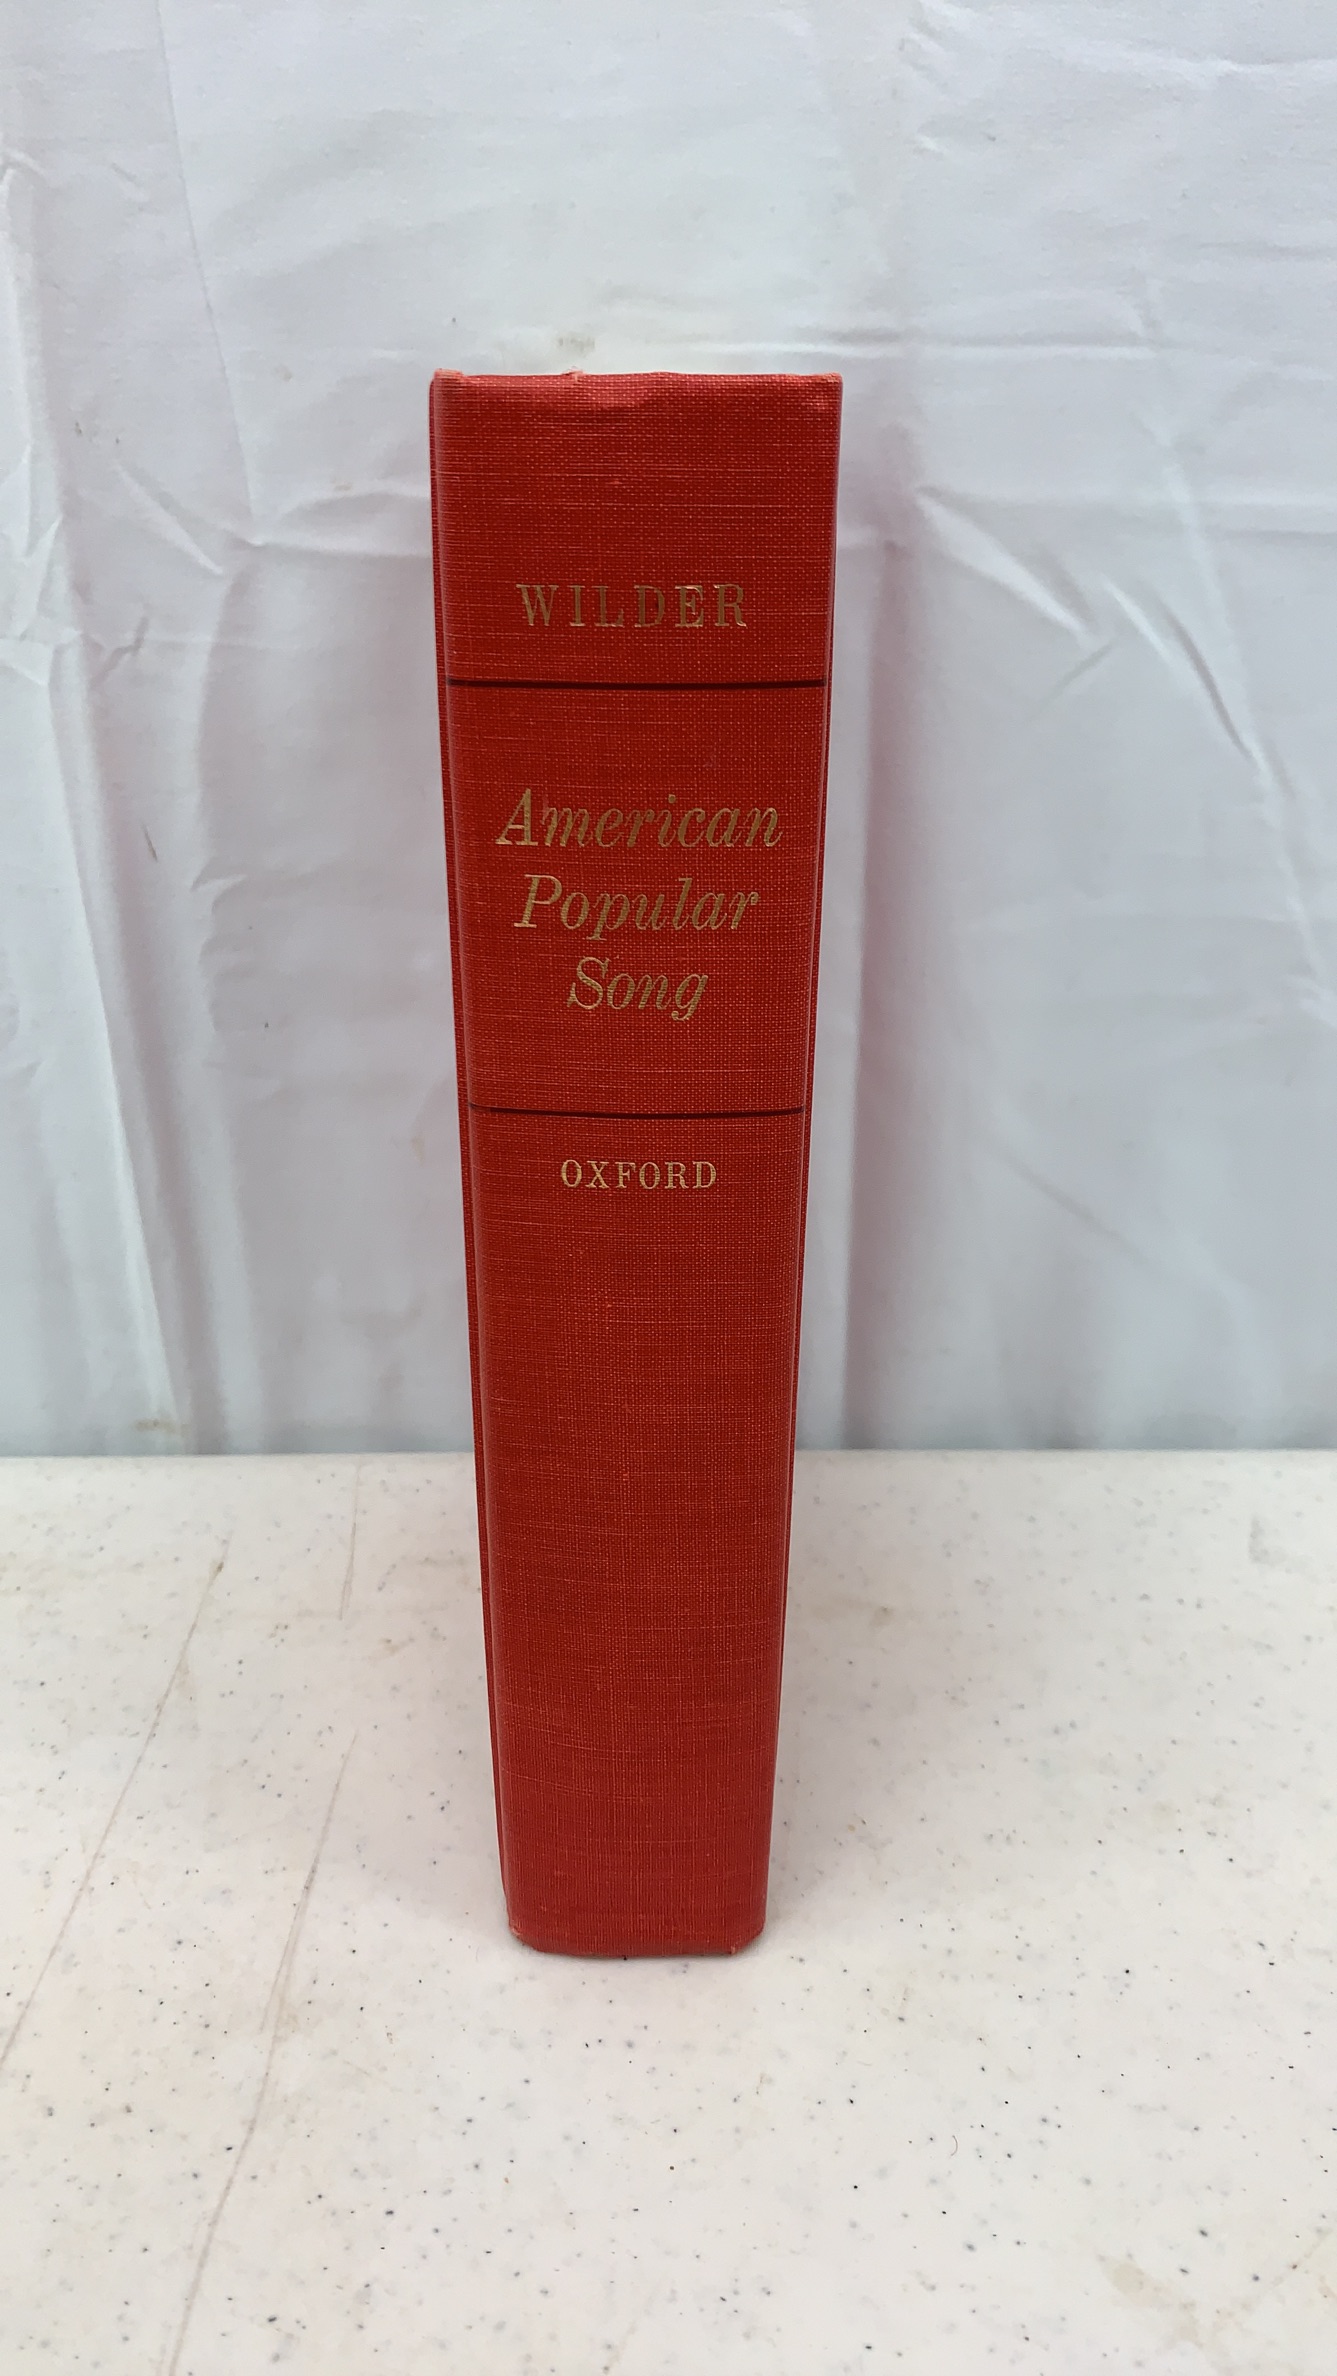 WILDER
American
Popular
Song
OXFORD